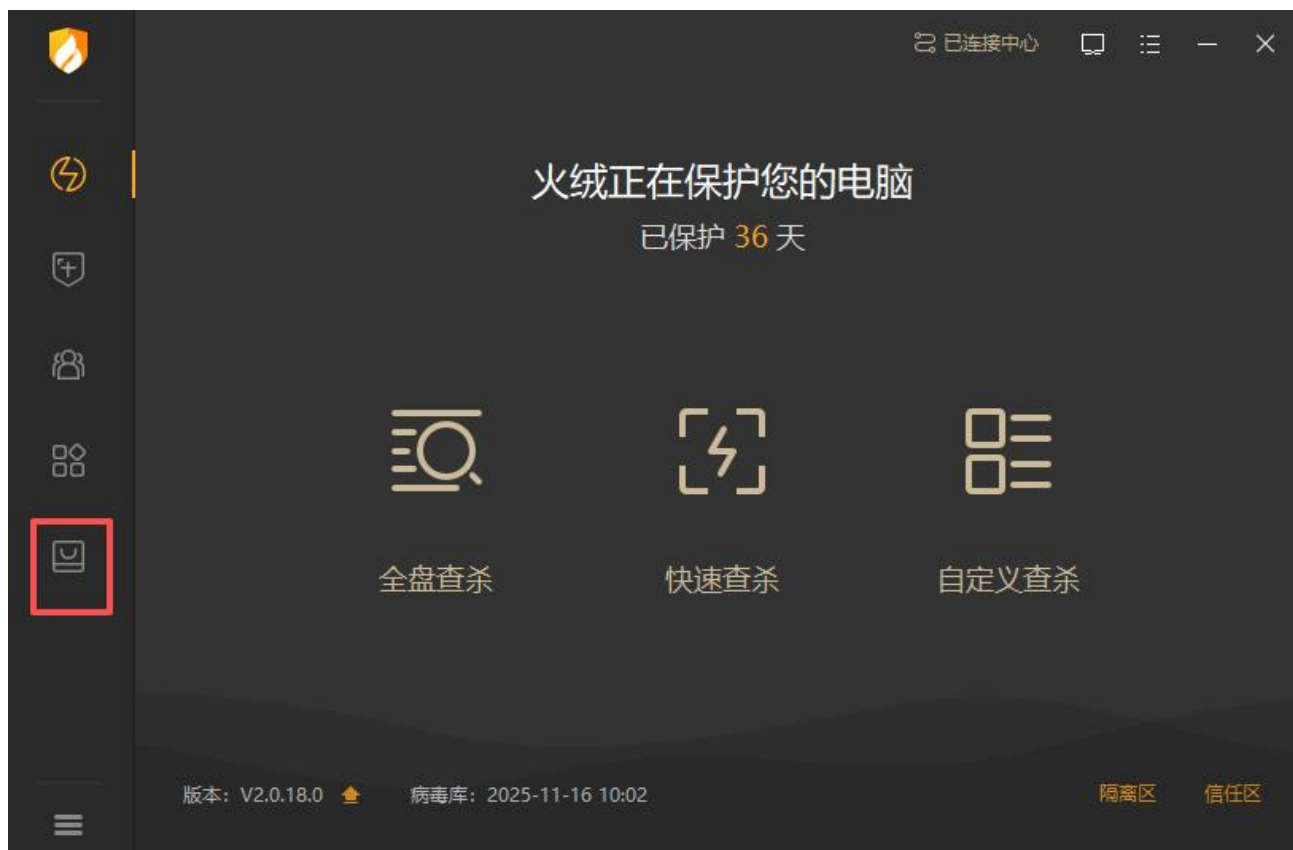 已连接中心
火绒正在保护您的电脑
已保护 36 天
全盘查杀 快速查杀 自定义查杀
版本：V2.0.18.0 病毒库：2025-11-16 10:02 隔离区 信任区